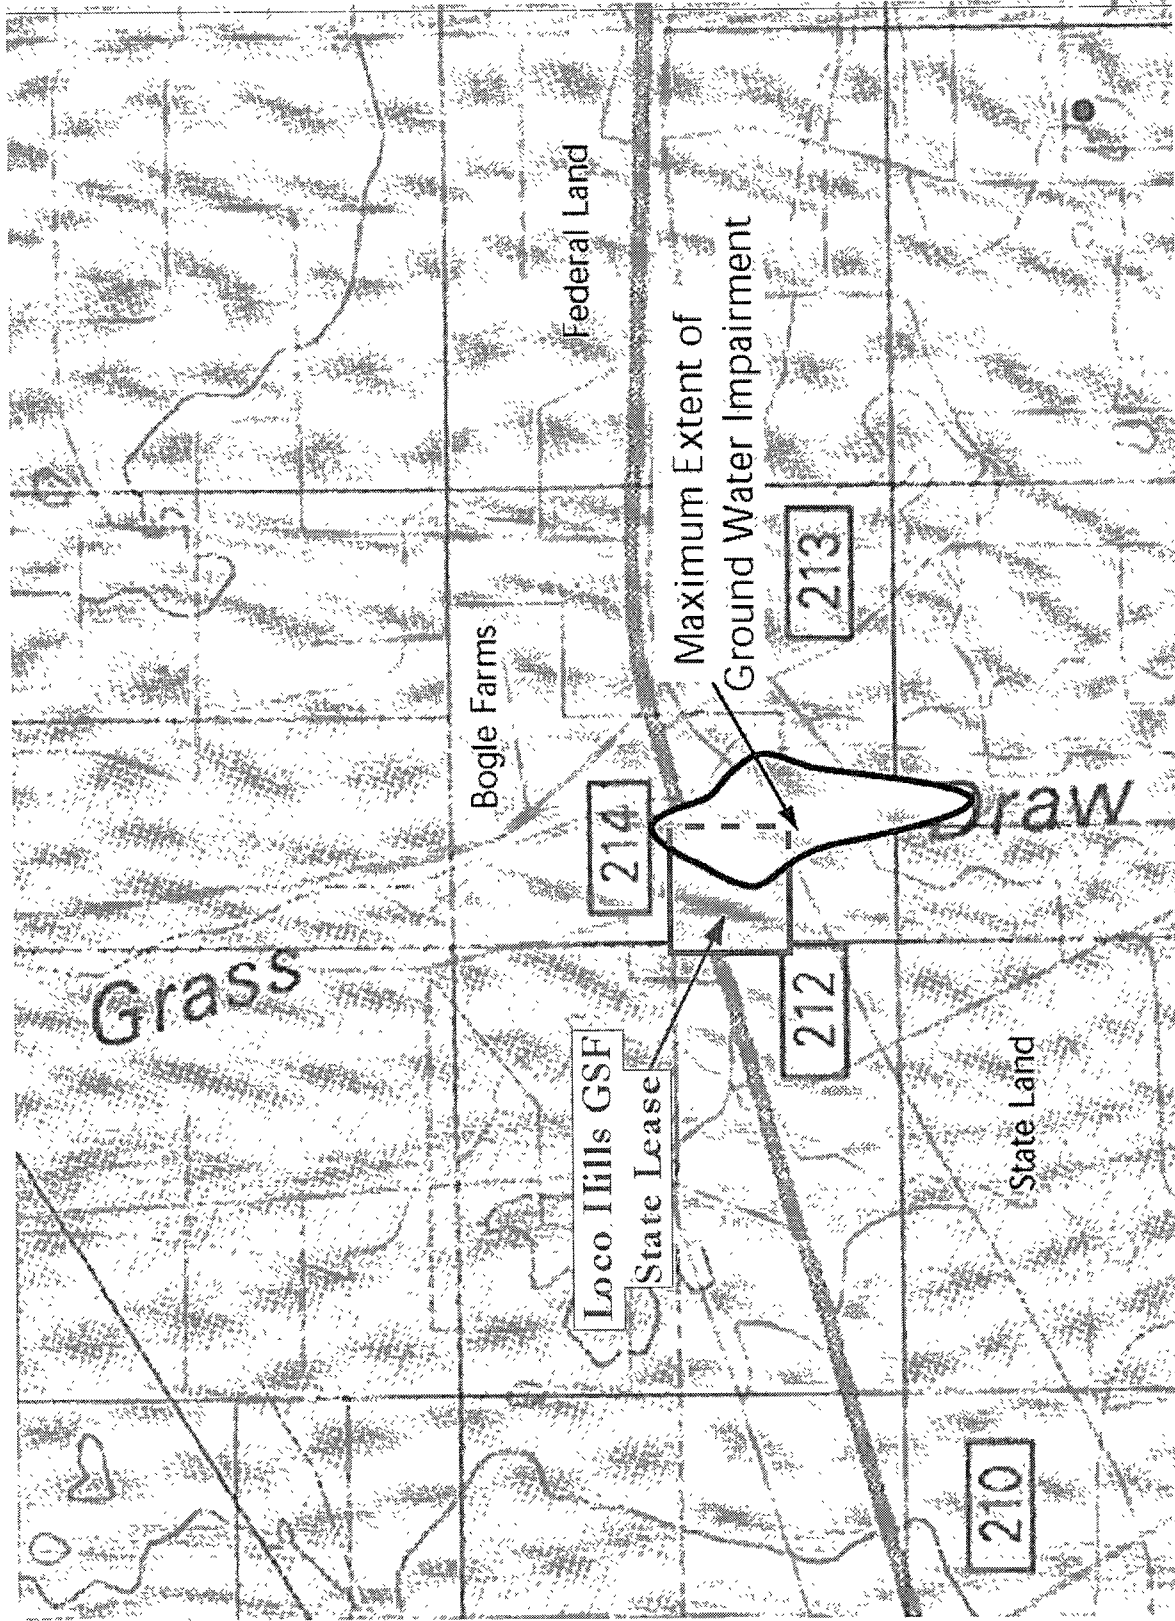 Grass
Bogle Farms
Federal Land
Loco Hills GSF
State Lease
214
Maximum Extent of
Ground Water Impairment
212
213
210
State Land
Draw